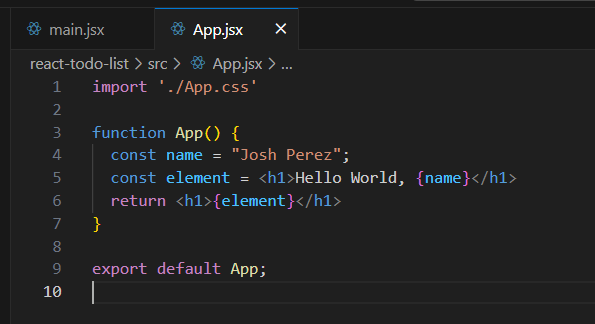 main.jsx App.jsx ×
react-todo-list > src > App.jsx > ...
1 import './App.css'
2
3 function App() {
4   const name = "Josh Perez";
5   const element = <h1>Hello World, {name}</h1>
6   return <h1>{element}</h1>
7 }
8
9 export default App;
10